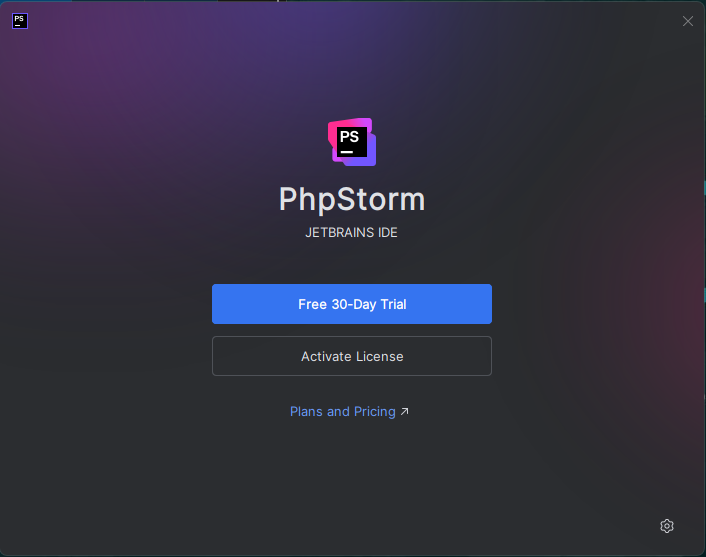 PS
PS
PhpStorm
JETBRAINS IDE
Free 30-Day Trial
Activate License
Plans and Pricing